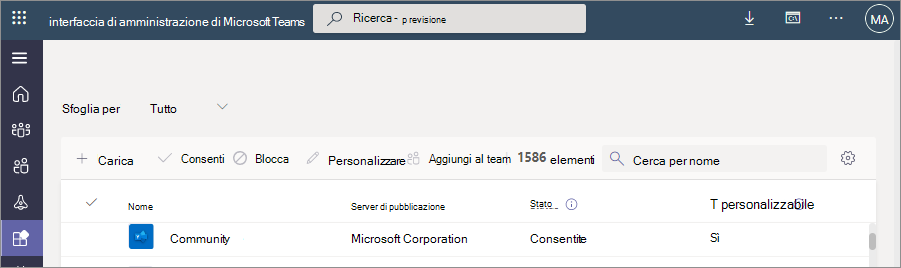 interfaccia di amministrazione di Microsoft Teams Ricerca - p revisione MA
Sfoglia per Tutto
Carica Consenti Blocca Personalizzare Aggiungi al team 1586 elementi Cerca per nome
Nome Server di pubblicazione Stato T personalizzabile
Community Microsoft Corporation Consentite Sì